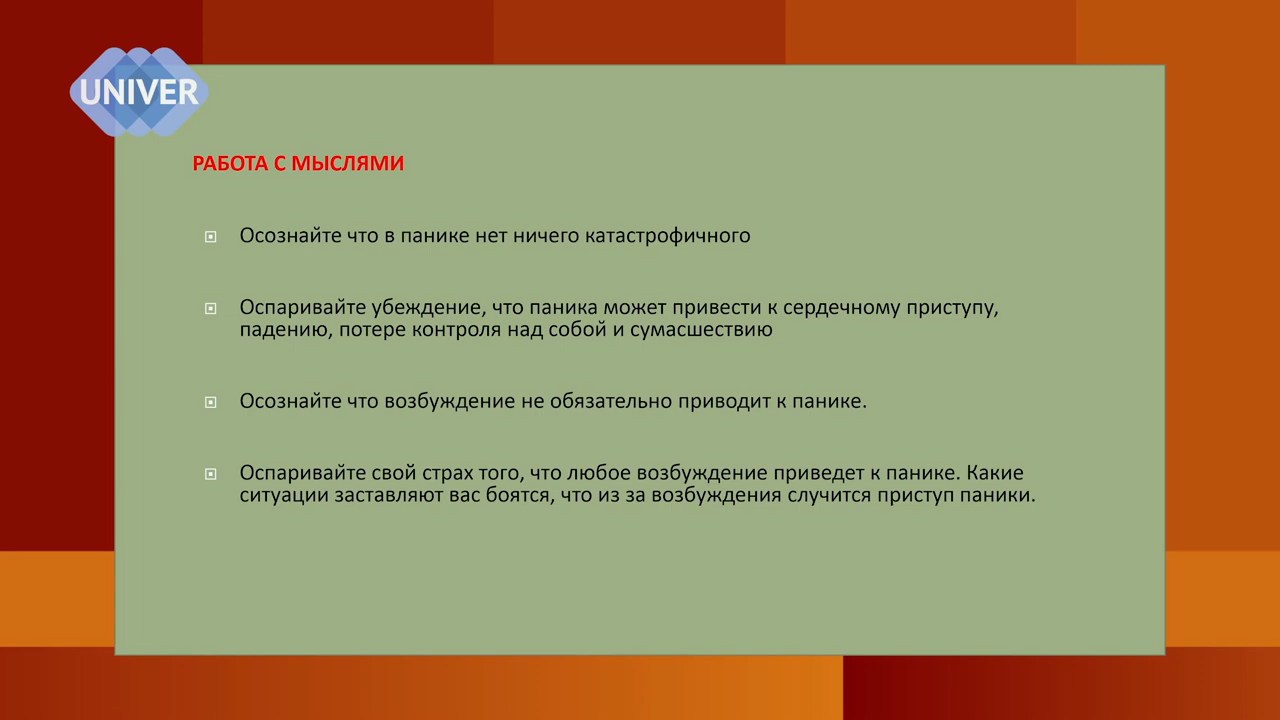 UNIVER
РАБОТА С МЫСЛЯМИ
Осознайте что в панике нет ничего катастрофичного
Оспаривайте убеждение, что паника может привести к сердечному приступу,
падению, потере контроля над собой и сумасшествию
Осознайте что возбуждение не обязательно приводит к панике.
Оспаривайте свой страх того, что любое возбуждение приведет к панике. Какие
ситуации заставляют вас боятся, что из за возбуждения случится приступ паники.